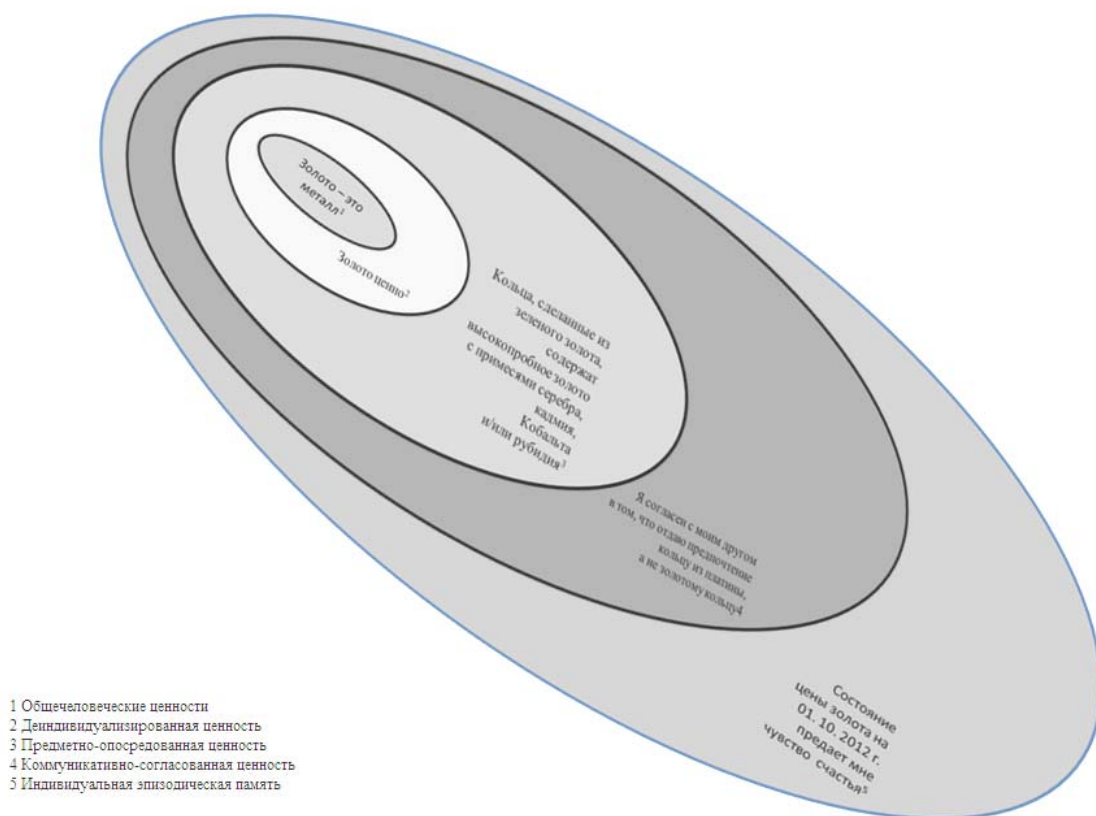 Золото – это
металл¹
Золото ценно²
Кольца, сделанные из
зеленого золота,
содержат
высокопробное золото
с примесями серебра,
кадмия,
Кобальта
и/или рубидия³
Я согласен с моим другом
в том, что отдаю предпочтение
кольцу из платины,
а не золотому кольцу4
Состояние
цены золота на
01. 10. 2012 г.
предает мне
чувство счастья⁵
1 Общечеловеческие ценности
2 Деиндивидуализированная ценность
3 Предметно-опосредованная ценность
4 Коммуникативно-согласованная ценность
5 Индивидуальная эпизодическая память